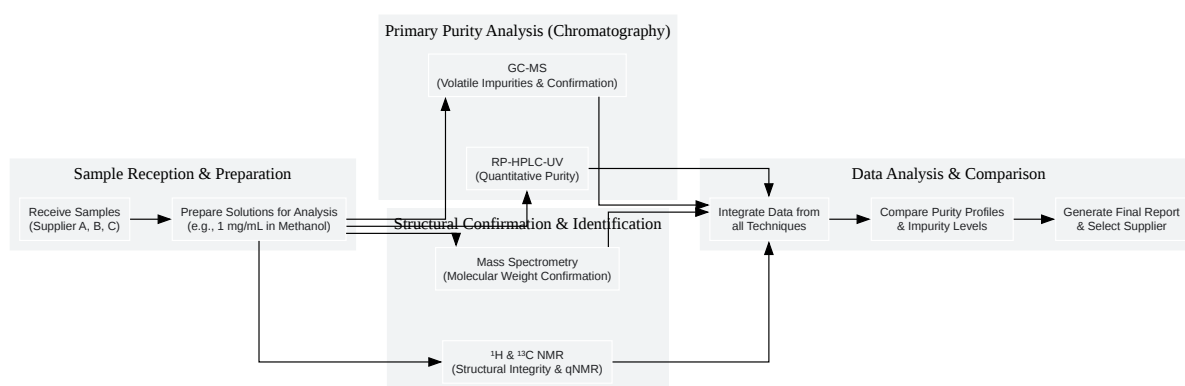 Primary Purity Analysis (Chromatography)
GC-MS
(Volatile Impurities & Confirmation)
RP-HPLC-UV
(Quantitative Purity)
Sample Reception & Preparation
Receive Samples
(Supplier A, B, C)
Prepare Solutions for Analysis
(e.g., 1 mg/mL in Methanol)
Structural Confirmation & Identification
Mass Spectrometry
(Molecular Weight Confirmation)
¹H & ¹³C NMR
(Structural Integrity & qNMR)
Data Analysis & Comparison
Integrate Data from
all Techniques
Compare Purity Profiles
& Impurity Levels
Generate Final Report
& Select Supplier